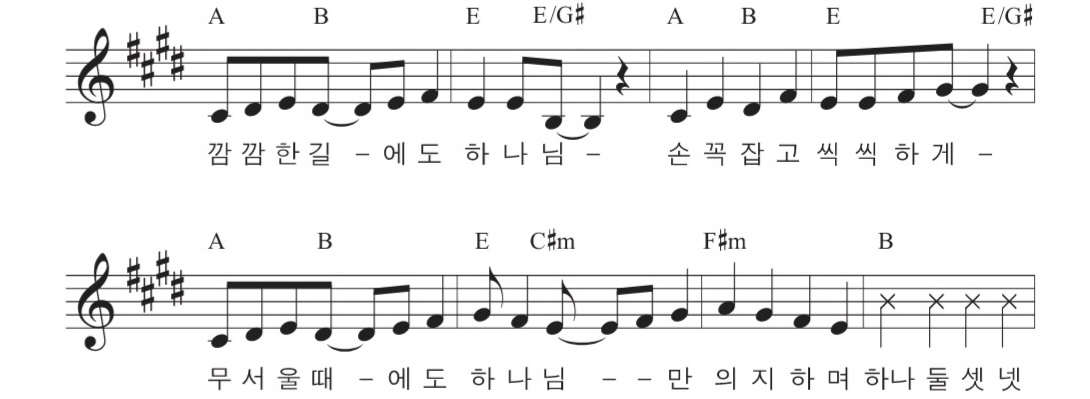 A B E E/G# A B E E/G#
깜 깜 한 길 – 에 도 하 나 님 – 손 꼭 잡 고 씩 씩 하 게 –
A B E C#m F#m B
무 서 울 때 – 에 도 하 나 님 – – 만 의 지 하 며 하나 둘 셋 넷